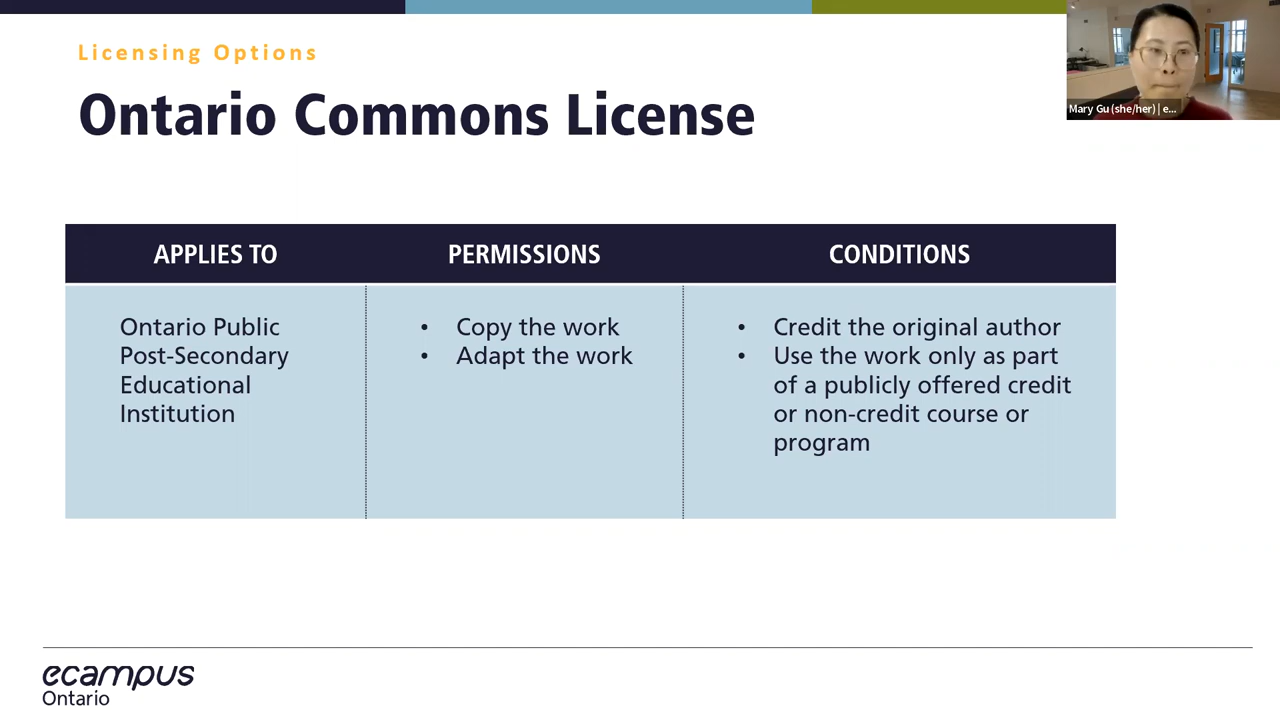 Licensing Options
Ontario Commons License
Mary Gu (she/her) | e...
APPLIES TO
PERMISSIONS
CONDITIONS
Ontario Public
Post-Secondary
Educational
Institution
• Copy the work
• Adapt the work
• Credit the original author
• Use the work only as part
of a publicly offered credit
or non-credit course or
program
ecampus
Ontario